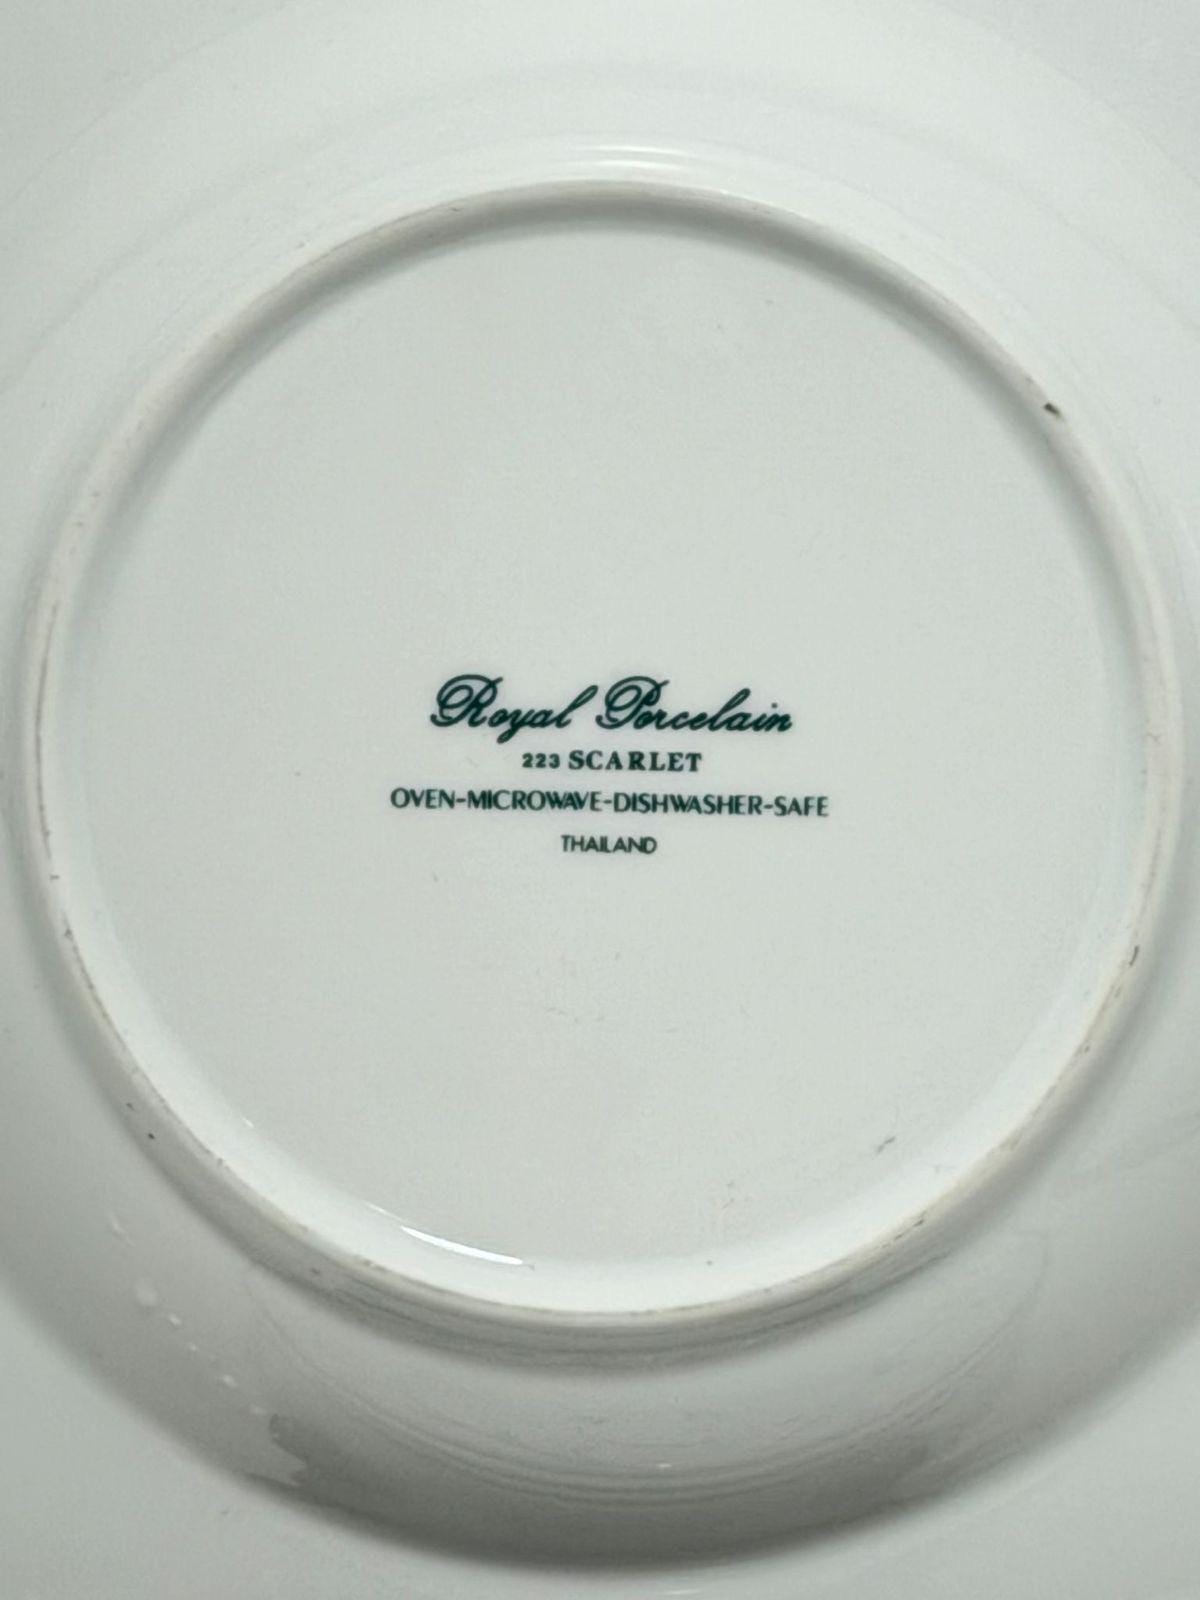 Royal Porcelain
223 SCARLET
OVEN-MICROWAVE-DISHWASHER-SAFE
THAILAND